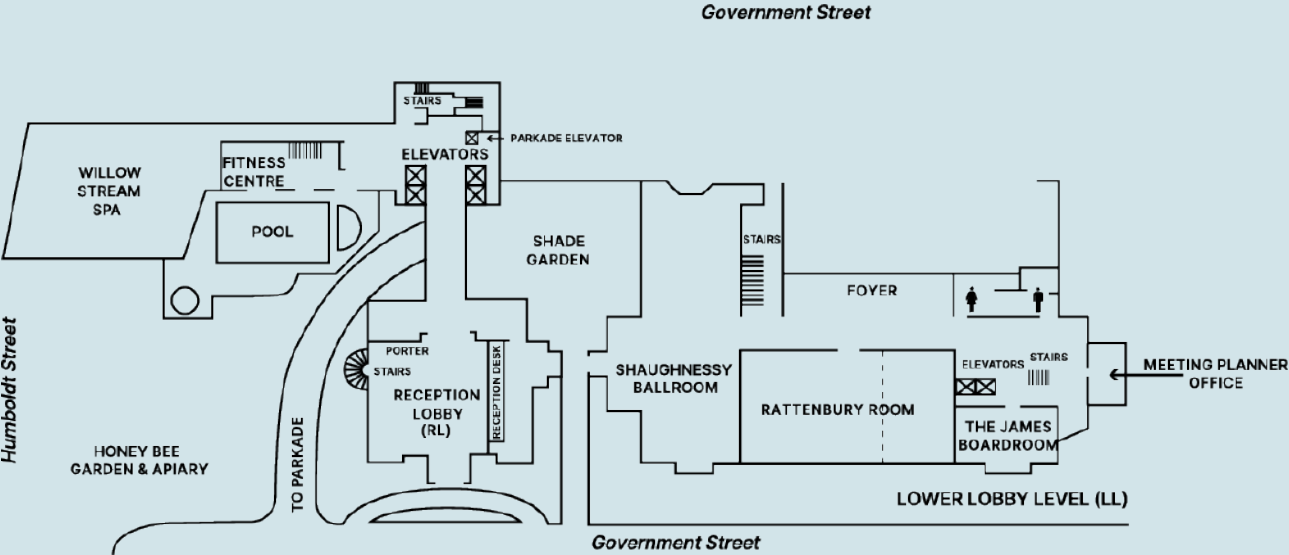 Government Street
STAIRS
PARKADE ELEVATOR
ELEVATORS
FITNESS
CENTRE
WILLOW
STREAM
SPA
POOL
SHADE
GARDEN
STAIRS
FOYER
Humboldt Street
PORTER
STAIRS
RECEPTION
LOBBY
(RL)
RECEPTION DESK
SHAUGHNESSY
BALLROOM
RATTENBURY ROOM
ELEVATORS
STAIRS
MEETING PLANNER
OFFICE
THE JAMES
BOARDROOM
HONEY BEE
GARDEN & APIARY
TO PARKADE
LOWER LOBBY LEVEL (LL)
Government Street